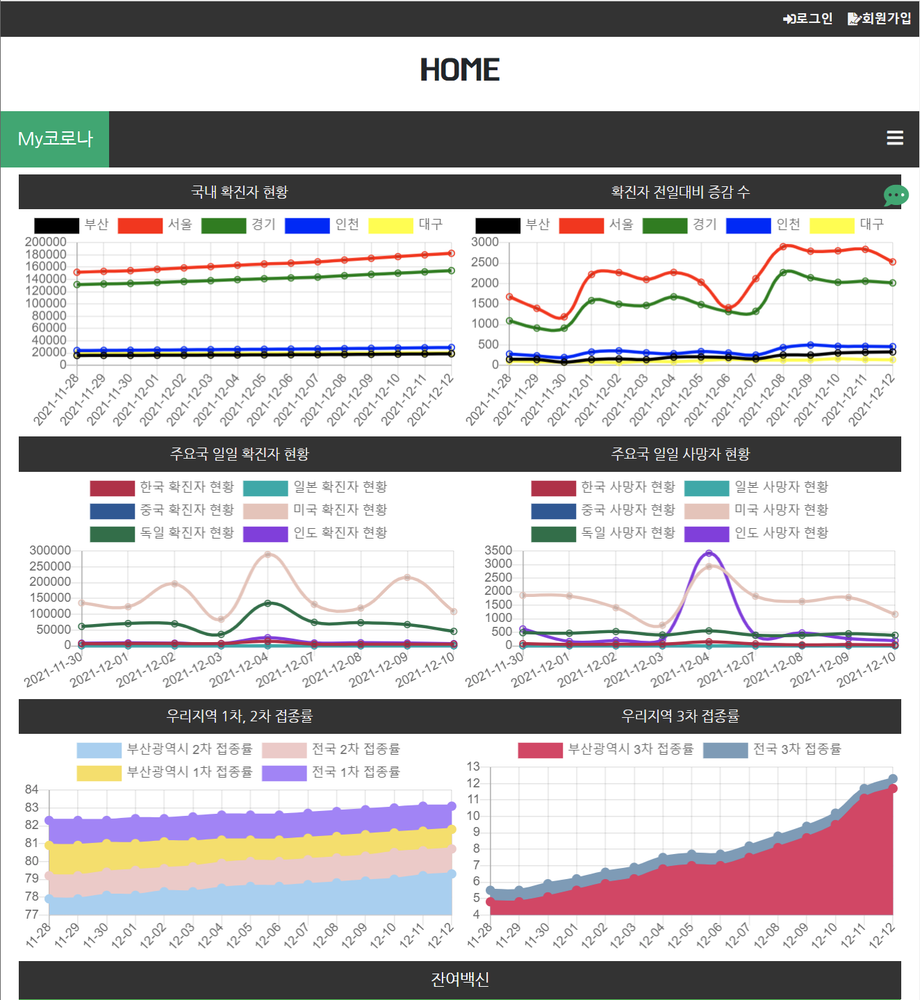 로그인 회원가입
HOME
My코로나
국내 확진자 현황
부산 서울 경기 인천 대구
200000
180000
160000
140000
120000
100000
80000
60000
40000
20000
0
2021-11-28 2021-11-29 2021-11-30 2021-12-01 2021-12-02 2021-12-03 2021-12-04 2021-12-05 2021-12-06 2021-12-07 2021-12-08 2021-12-09 2021-12-10 2021-12-11 2021-12-12
확진자 전일대비 증감 수
부산 서울 경기 인천 대구
3000
2500
2000
1500
1000
500
0
2021-11-28 2021-11-29 2021-11-30 2021-12-01 2021-12-02 2021-12-03 2021-12-04 2021-12-05 2021-12-06 2021-12-07 2021-12-08 2021-12-09 2021-12-10 2021-12-11 2021-12-12
주요국 일일 확진자 현황
한국 확진자 현황 일본 확진자 현황
중국 확진자 현황 미국 확진자 현황
독일 확진자 현황 인도 확진자 현황
300000
250000
200000
150000
100000
50000
0
2021-11-30 2021-12-01 2021-12-02 2021-12-03 2021-12-04 2021-12-07 2021-12-08 2021-12-09 2021-12-10
주요국 일일 사망자 현황
한국 사망자 현황 일본 사망자 현황
중국 사망자 현황 미국 사망자 현황
독일 사망자 현황 인도 사망자 현황
3500
3000
2500
2000
1500
1000
500
0
2021-11-30 2021-12-01 2021-12-02 2021-12-03 2021-12-04 2021-12-07 2021-12-08 2021-12-09 2021-12-10
우리지역 1차, 2차 접종률
부산광역시 2차 접종률 전국 2차 접종률
부산광역시 1차 접종률 전국 1차 접종률
84
83
82
81
80
79
78
77
11-28 11-29 11-30 12-01 12-02 12-03 12-04 12-05 12-06 12-07 12-08 12-09 12-10 12-11 12-12
우리지역 3차 접종률
부산광역시 3차 접종률 전국 3차 접종률
13
12
11
10
9
8
7
6
5
4
11-28 11-29 11-30 12-01 12-02 12-03 12-04 12-05 12-06 12-07 12-08 12-09 12-10 12-11 12-12
잔여백신